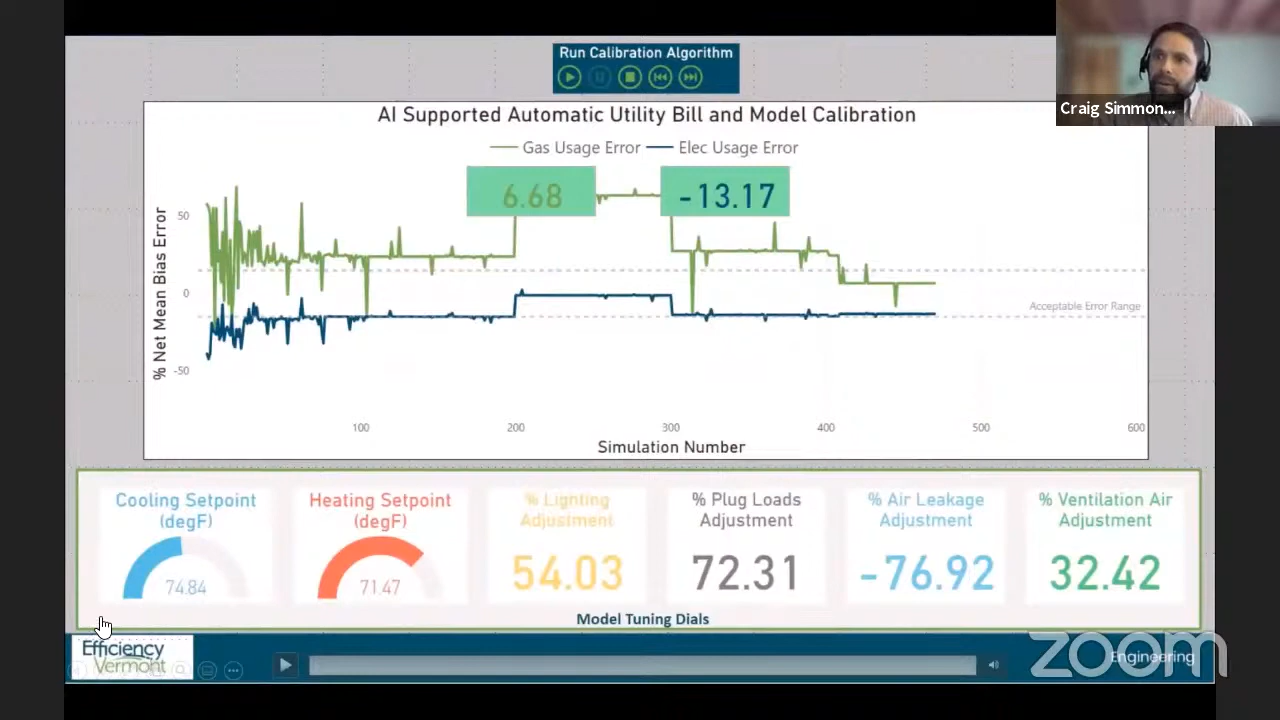 Run Calibration Algorithm
Craig Simmon...
AI Supported Automatic Utility Bill and Model Calibration
Gas Usage Error
Elec Usage Error
6.68
-13.17
% Net Mean Bias Error
50
0
-50
Acceptable Error Range
100
200
300
400
500
600
Simulation Number
Cooling Setpoint
(degF)
74.84
Heating Setpoint
(degF)
71.47
% Lighting
Adjustment
54.03
% Plug Loads
Adjustment
72.31
% Air Leakage
Adjustment
-76.92
% Ventilation Air
Adjustment
32.42
Model Tuning Dials
Efficiency
Vermont
Engineering
zoom